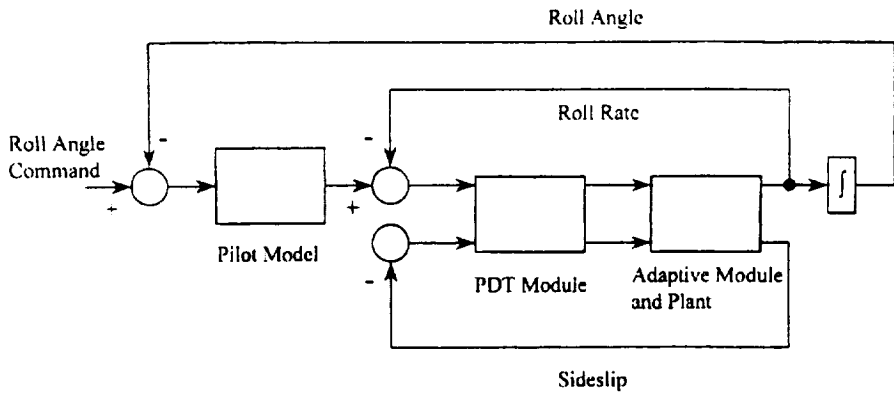 Roll Angle
-
-
Roll Rate
Roll Angle
Command
+
+
∫
Pilot Model
-
PDT Module
Adaptive Module
and Plant
Sideslip